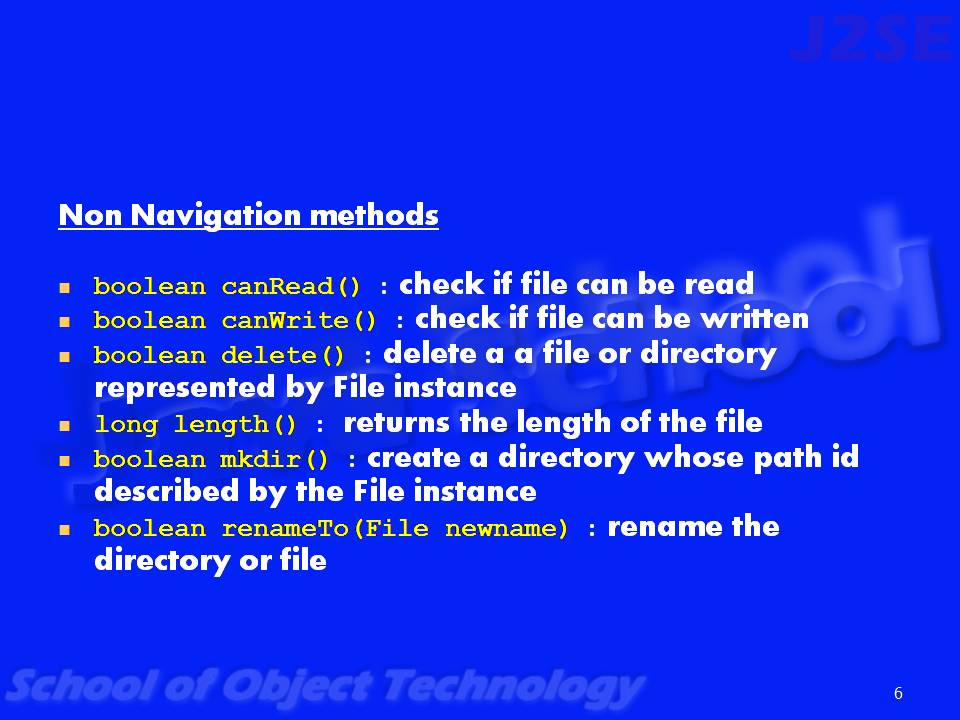 J2SE
Non Navigation methods
boolean canRead() : check if file can be read
boolean canWrite() : check if file can be written
boolean delete() : delete a a file or directory
represented by File instance
long length() : returns the length of the file
boolean mkdir() : create a directory whose path id
described by the File instance
boolean renameTo(File newname) : rename the
directory or file
School of Object Technology
6